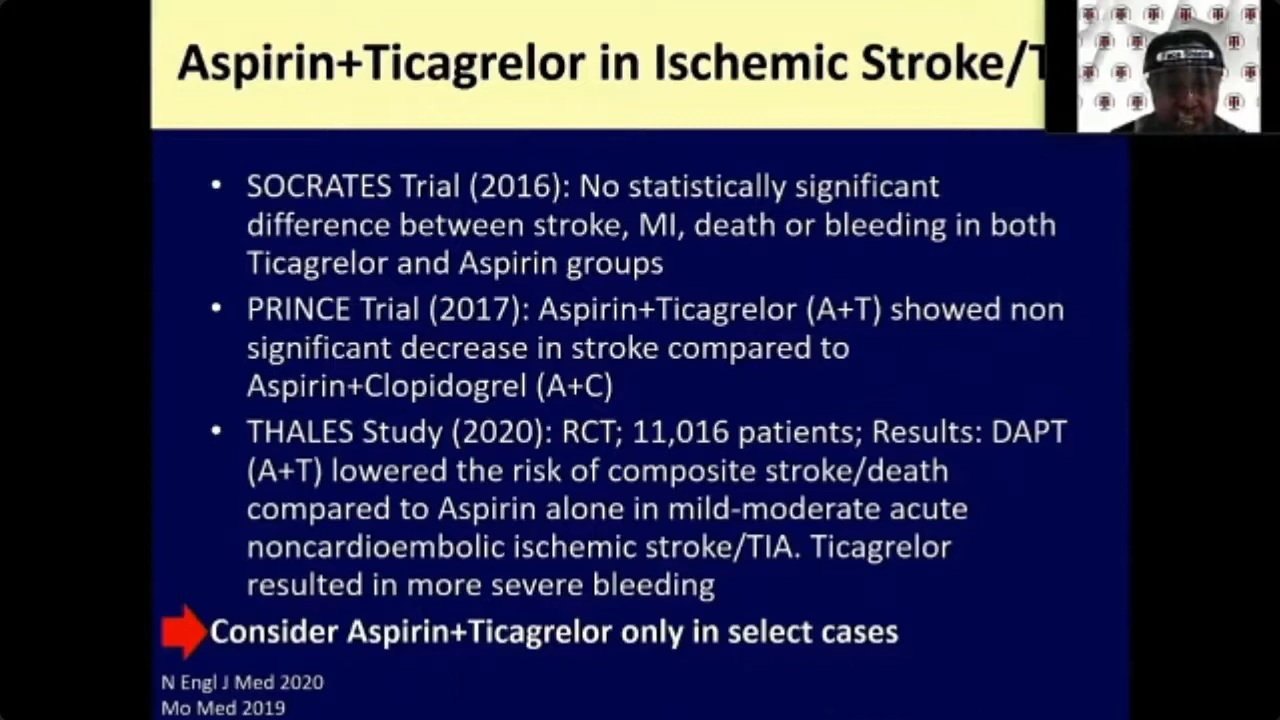 Aspirin+Ticagrelor in Ischemic Stroke/T
• SOCRATES Trial (2016): No statistically significant
difference between stroke, MI, death or bleeding in both
Ticagrelor and Aspirin groups
• PRINCE Trial (2017): Aspirin+Ticagrelor (A+T) showed non
significant decrease in stroke compared to
Aspirin+Clopidogrel (A+C)
• THALES Study (2020): RCT; 11,016 patients; Results: DAPT
(A+T) lowered the risk of composite stroke/death
compared to Aspirin alone in mild-moderate acute
noncardioembolic ischemic stroke/TIA. Ticagrelor
resulted in more severe bleeding
Consider Aspirin+Ticagrelor only in select cases
N Engl J Med 2020
Mo Med 2019